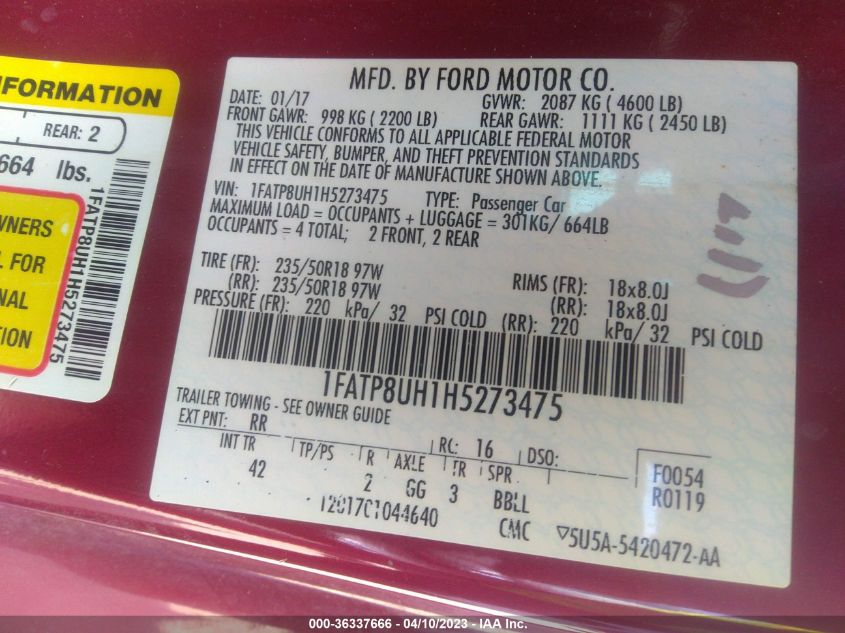 INFORMATION
REAR: 2
664 lbs.
WNERS
L FOR
NAL
TION
1FATP8UH1H5273475
MFD. BY FORD MOTOR CO.
DATE: 01/17 GVWR: 2087 KG ( 4600 LB)
FRONT GAWR: 998 KG ( 2200 LB) REAR GAWR: 1111 KG ( 2450 LB)
THIS VEHICLE CONFORMS TO ALL APPLICABLE FEDERAL MOTOR
VEHICLE SAFETY, BUMPER, AND THEFT PREVENTION STANDARDS
IN EFFECT ON THE DATE OF MANUFACTURE SHOWN ABOVE.
VIN: 1FATP8UH1H5273475 TYPE: Passenger Car
MAXIMUM LOAD = OCCUPANTS + LUGGAGE = 301KG/ 664LB
OCCUPANTS = 4 TOTAL; 2 FRONT, 2 REAR
TIRE (FR): 235/50R18 97W RIMS (FR): 18x8.0J
(RR): 235/50R18 97W (RR): 18x8.0J
PRESSURE (FR): 220 kPa/ 32 PSI COLD (RR): 220 kPa/ 32 PSI COLD
1FATP8UH1H5273475
TRAILER TOWING - SEE OWNER GUIDE
EXT PNT: RR RC: 16 DSO:
INT TR TP/PS R AXLE TR SPR F0054
42 2 GG 3 BBLL R0119
12017C1044640 CMC ▽5U5A-5420472-AA
000-36337666 - 04/10/2023 - IAA Inc.